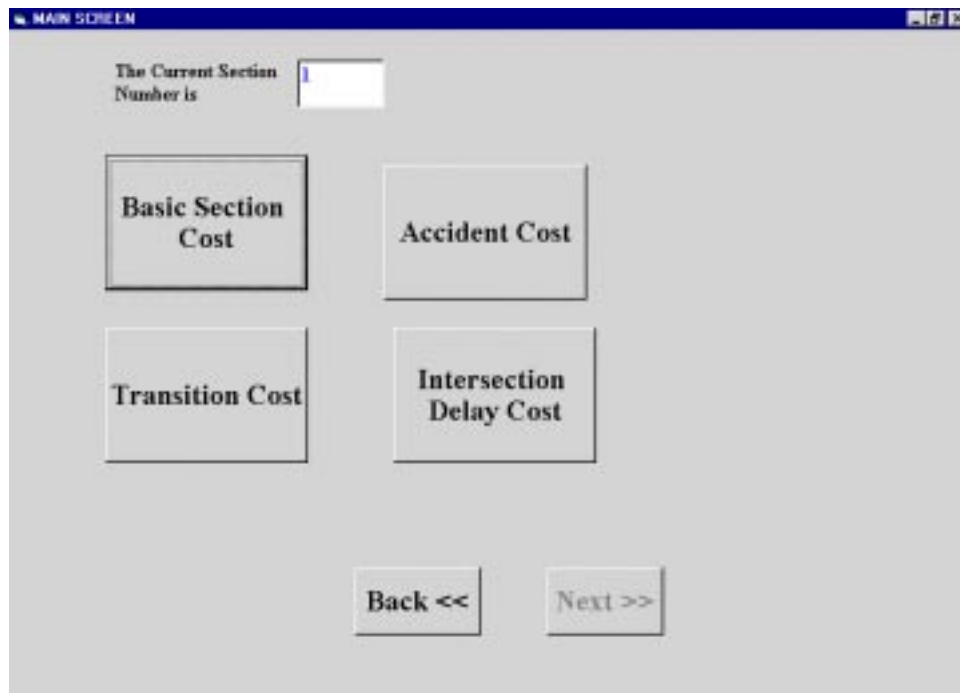 MAIN SCREEN
The Current Section
Number is
1
Basic Section
Cost
Accident Cost
Transition Cost
Intersection
Delay Cost
Back <<
Next >>